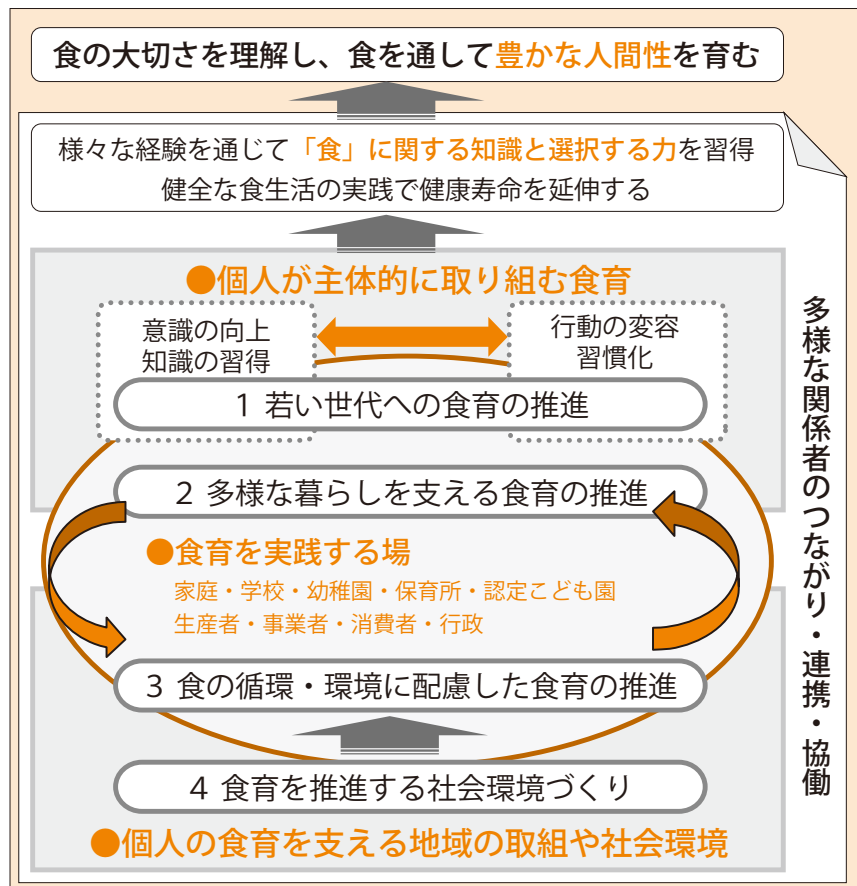 食の大切さを理解し、食を通して豊かな人間性を育む
様々な経験を通じて「食」に関する知識と選択する力を習得
健全な食生活の実践で健康寿命を延伸する
●個人が主体的に取り組む食育
意識の向上
知識の習得
行動の変容
習慣化
1 若い世代への食育の推進
2 多様な暮らしを支える食育の推進
●食育を実践する場
家庭・学校・幼稚園・保育所・認定こども園
生産者・事業者・消費者・行政
3 食の循環・環境に配慮した食育の推進
4 食育を推進する社会環境づくり
●個人の食育を支える地域の取組や社会環境
多様な関係者のつながり・連携・協働